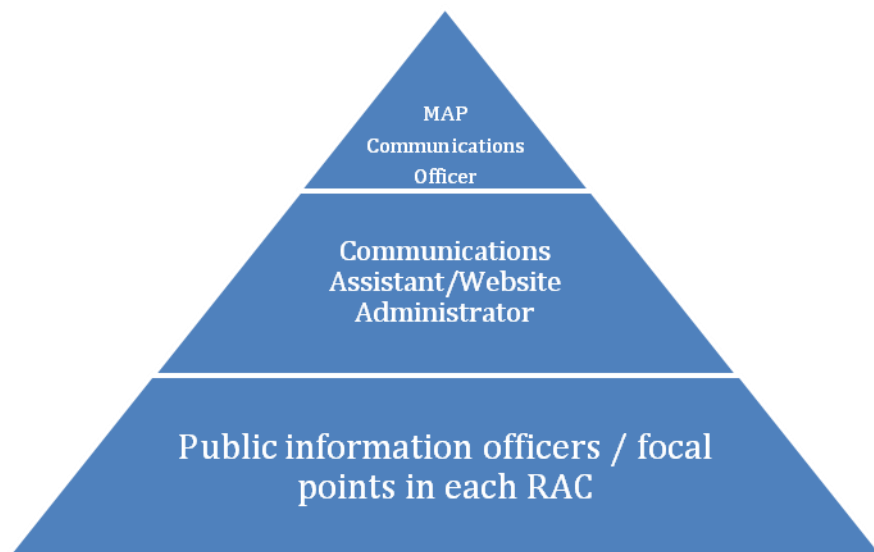 MAP
Communications
Officer
Communications
Assistant/Website
Administrator
Public information officers / focal
points in each RAC